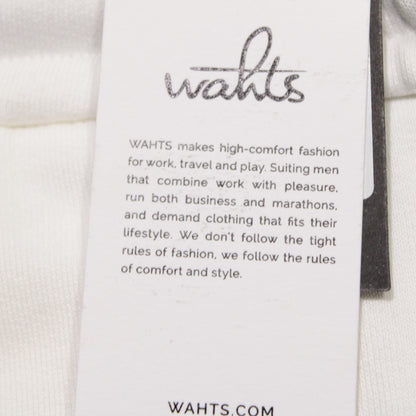 wahts
WAHTS makes high-comfort fashion
for work, travel and play. Suiting men
that combine work with pleasure,
run both business and marathons,
and demand clothing that fits their
lifestyle. We don't follow the tight
rules of fashion, we follow the rules
of comfort and style.
WAHTS.COM